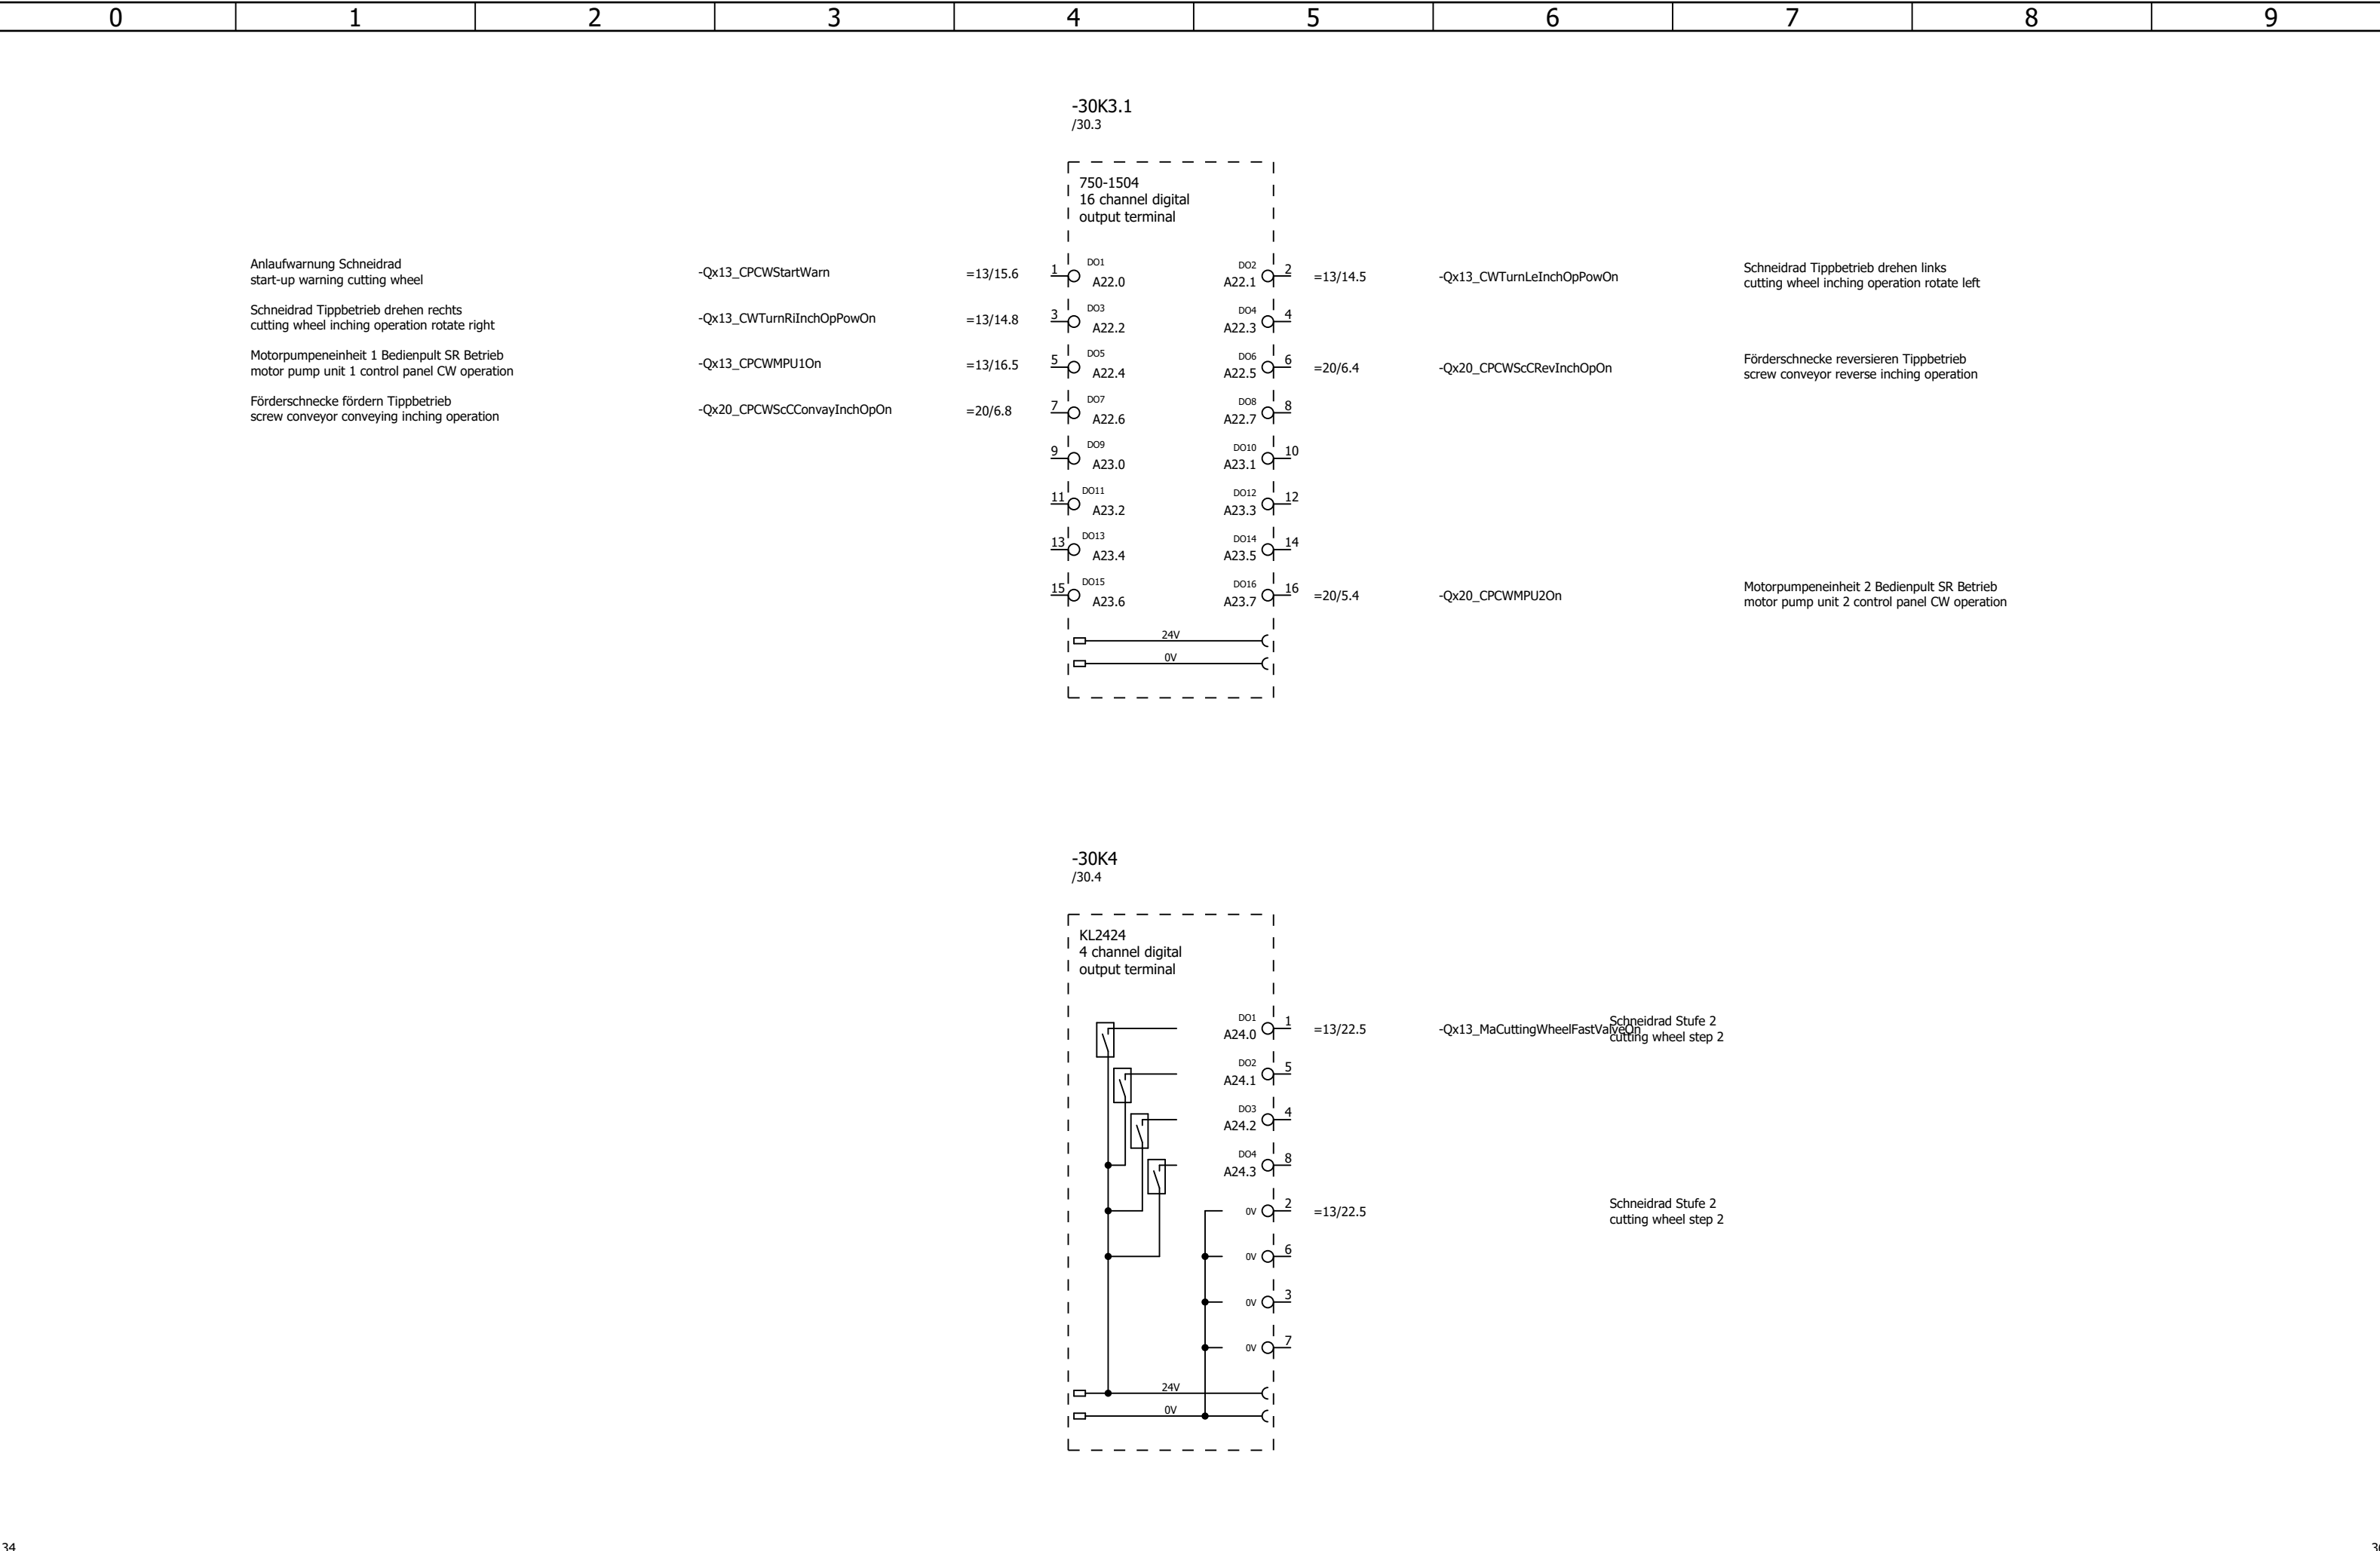 0 1 2 3 4 5 6 7 8 9
-30K3.1
/30.3
750-1504
16 channel digital
output terminal
Anlaufwarnung Schneidrad
start-up warning cutting wheel
-Qx13_CPCWStartWarn =13/15.6 1 DO1 A22.0
DO2 A22.1 2 =13/14.5 -Qx13_CWTurnLeInchOpPowOn
Schneidrad Tippbetrieb drehen links
cutting wheel inching operation rotate left
Schneidrad Tippbetrieb drehen rechts
cutting wheel inching operation rotate right
-Qx13_CWTurnRiInchOpPowOn =13/14.8 3 DO3 A22.2
DO4 A22.3 4
Motorpumpeneinheit 1 Bedienpult SR Betrieb
motor pump unit 1 control panel CW operation
-Qx13_CPCWMPU1On =13/16.5 5 DO5 A22.4
DO6 A22.5 6 =20/6.4 -Qx20_CPCWScCRevInchOpOn
Förderschnecke reversieren Tippbetrieb
screw conveyor reverse inching operation
Förderschnecke fördern Tippbetrieb
screw conveyor conveying inching operation
-Qx20_CPCWScCConvayInchOpOn =20/6.8 7 DO7 A22.6
DO8 A22.7 8
9 DO9 A23.0
DO10 A23.1 10
11 DO11 A23.2
DO12 A23.3 12
13 DO13 A23.4
DO14 A23.5 14
15 DO15 A23.6
DO16 A23.7 16 =20/5.4 -Qx20_CPCWMPU2On
Motorpumpeneinheit 2 Bedienpult SR Betrieb
motor pump unit 2 control panel CW operation
24V
0V
-30K4
/30.4
KL2424
4 channel digital
output terminal
DO1 A24.0 1 =13/22.5 -Qx13_MaCuttingWheelFastValveOn
Schneidrad Stufe 2
cutting wheel step 2
DO2 A24.1 5
DO3 A24.2 4
DO4 A24.3 8
0V 2 =13/22.5
Schneidrad Stufe 2
cutting wheel step 2
0V 6
0V 3
0V 7
24V
0V
34